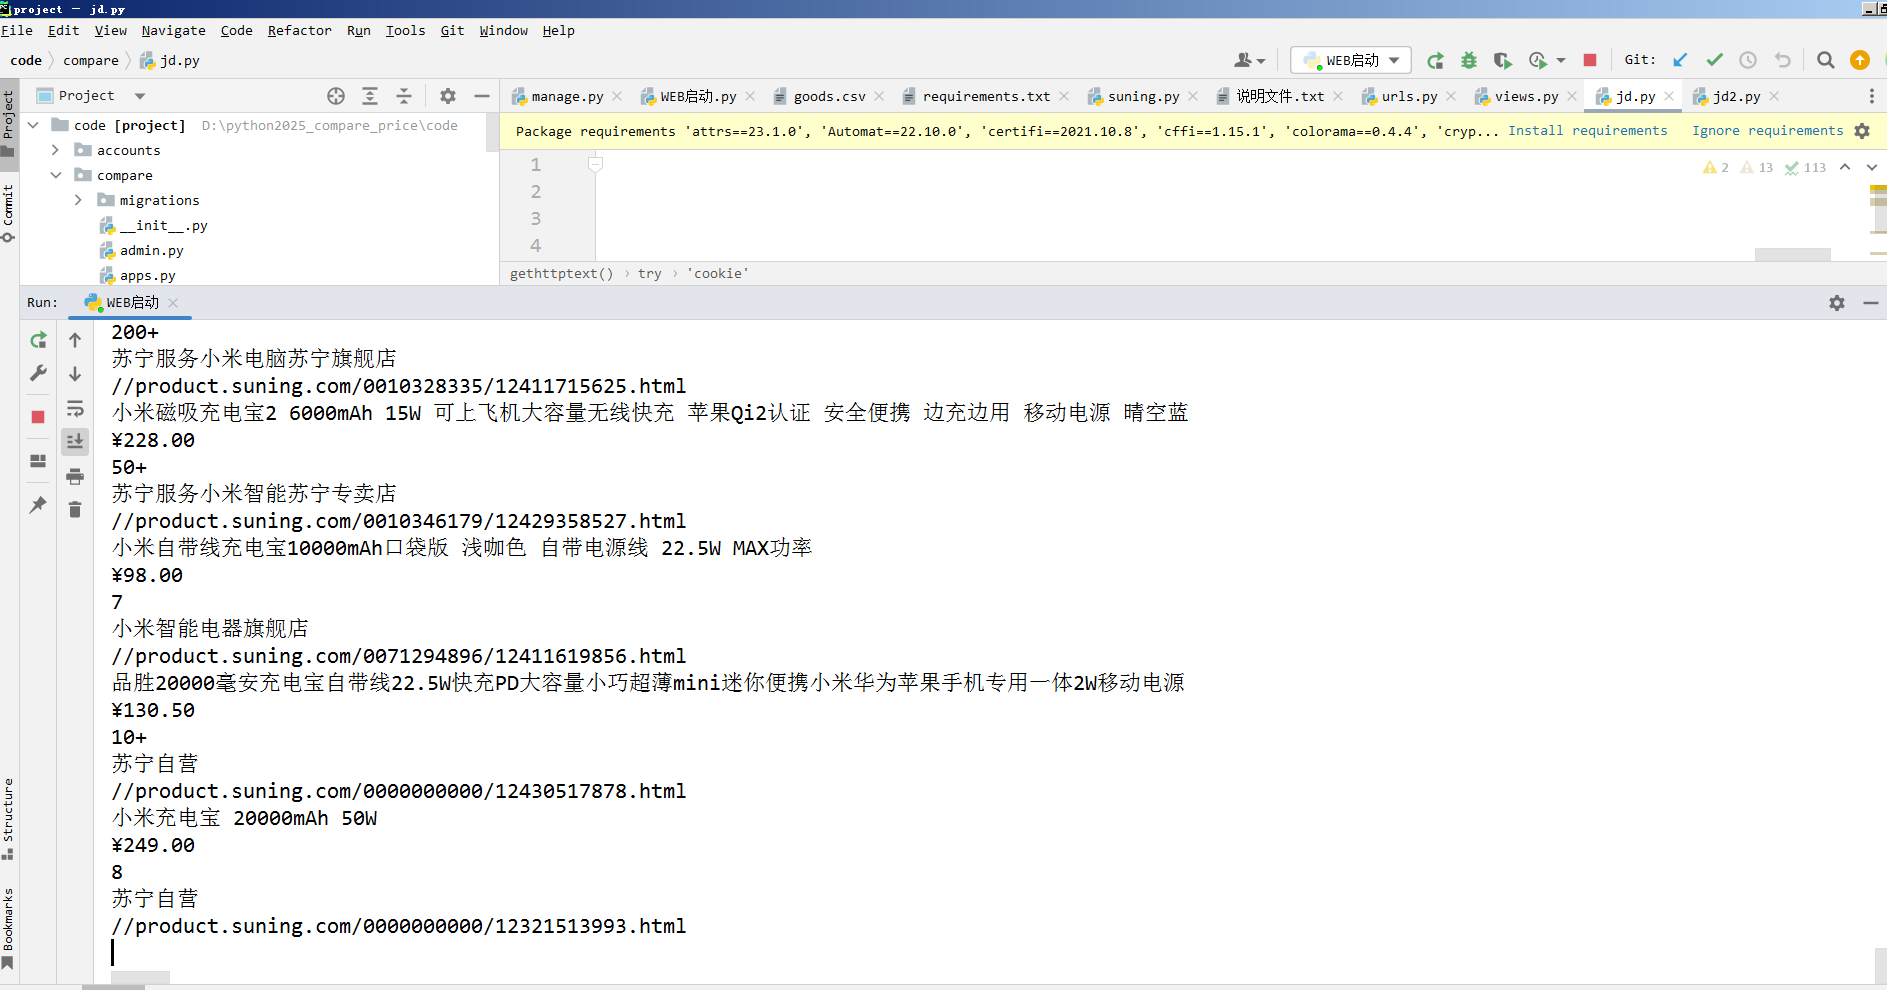 project - jd.py
File Edit View Navigate Code Refactor Run Tools Git Window Help
code compare jd.py
WEB启动
Git:
Project
manage.py WEB启动.py goods.csv requirements.txt suning.py 说明文件.txt urls.py views.py jd.py jd2.py
code [project] D:\python2025_compare_price\code
accounts
compare
migrations
__init__.py
admin.py
apps.py
Package requirements 'attrs==23.1.0', 'Automat==22.10.0', 'certifi==2021.10.8', 'cffi==1.15.1', 'colorama==0.4.4', 'cryp... Install requirements Ignore requirements
1
2
3
4
2 13 113
gethttptext() › try › 'cookie'
Project
Commit
Structure
Bookmarks
Run: WEB启动
200+
苏宁服务小米电脑苏宁旗舰店
//product.suning.com/0010328335/12411715625.html
小米磁吸充电宝2 6000mAh 15W 可上飞机大容量无线快充 苹果Qi2认证 安全便携 边充边用 移动电源 晴空蓝
¥228.00
50+
苏宁服务小米智能苏宁专卖店
//product.suning.com/0010346179/12429358527.html
小米自带线充电宝10000mAh口袋版 浅咖色 自带电源线 22.5W MAX功率
¥98.00
7
小米智能电器旗舰店
//product.suning.com/0071294896/12411619856.html
品胜20000毫安充电宝自带线22.5W快充PD大容量小巧超薄mini迷你便携小米华为苹果手机专用一体2W移动电源
¥130.50
10+
苏宁自营
//product.suning.com/0000000000/12430517878.html
小米充电宝 20000mAh 50W
¥249.00
8
苏宁自营
//product.suning.com/0000000000/12321513993.html